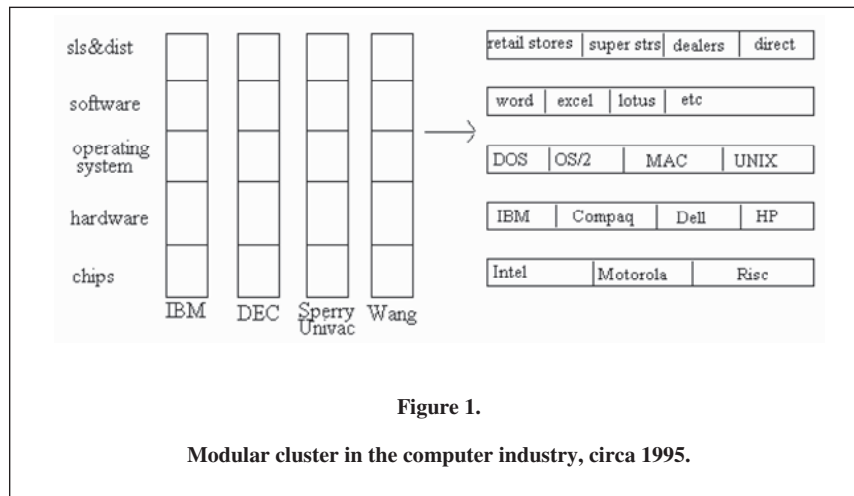 sls&dist
software
operating
system
hardware
chips
IBM DEC Sperry Wang
Univac
retail stores super strs dealers direct
word excel lotus etc
DOS OS/2 MAC UNIX
IBM Compaq Dell HP
Intel Motorola Risc
Figure 1.
Modular cluster in the computer industry, circa 1995.